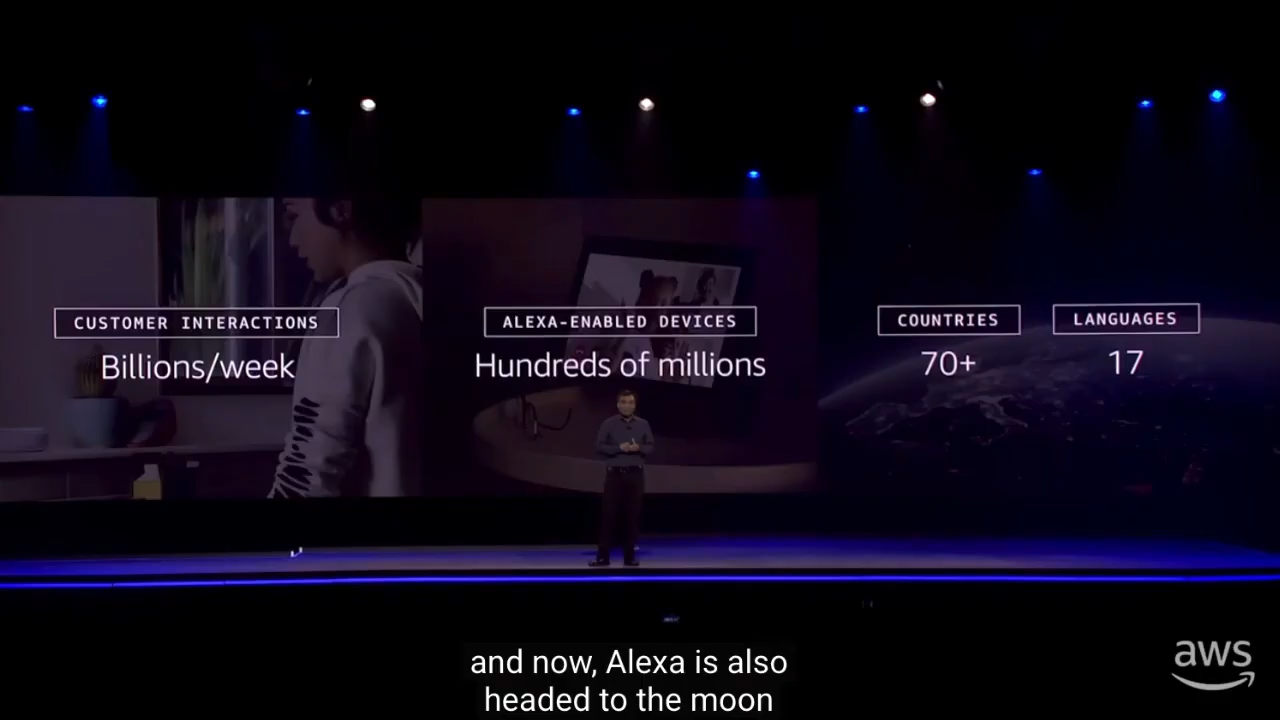 CUSTOMER INTERACTIONS
Billions/week
ALEXA-ENABLED DEVICES
Hundreds of millions
COUNTRIES
70+
LANGUAGES
17
and now, Alexa is also
headed to the moon
aws